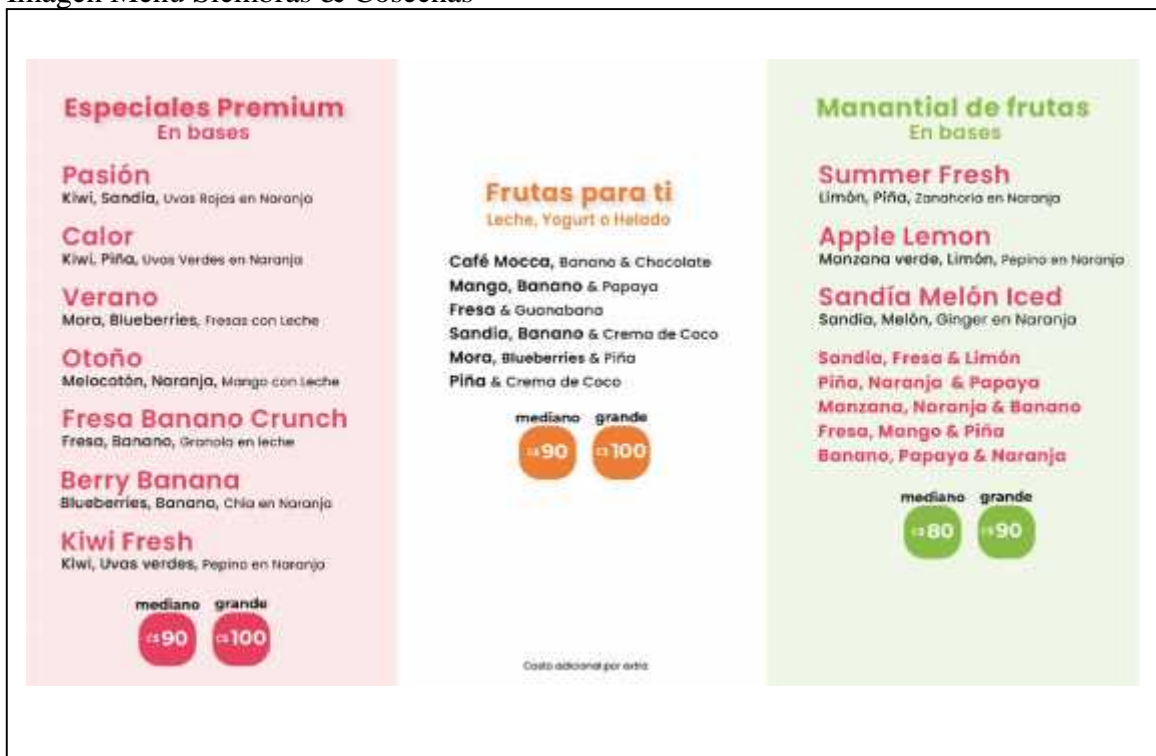 Imagen Menú Siembras & Cosechas
Especiales Premium
En bases
Pasión
Kiwi, Sandía, Uvas Rojas en Naranja
Calor
Kiwi, Piña, Uvas Verdes en Naranja
Verano
Mora, Blueberries, Fresas con Leche
Otoño
Melocotón, Naranja, Mango con Leche
Fresa Banano Crunch
Fresa, Banano, Granola en leche
Berry Banana
Blueberries, Banana, Chia en Naranja
Kiwi Fresh
Kiwi, Uvas verdes, Pepino en Naranja
mediano grande
C$90 C$100
Frutas para ti
Leche, Yogurt o Helado
Café Mocca, Banano & Chocolate
Mango, Banano & Papaya
Fresa & Guanabana
Sandía, Banano & Crema de Coco
Mora, Blueberries & Piña
Piña & Crema de Coco
mediano grande
C$90 C$100
Costo adicional por extra
Manantial de frutas
En bases
Summer Fresh
Limón, Piña, Zanahoria en Naranja
Apple Lemon
Manzana verde, Limón, Pepino en Naranja
Sandía Melón Iced
Sandía, Melón, Ginger en Naranja
Sandía, Fresa & Limón
Piña, Naranja & Papaya
Manzana, Naranja & Banano
Fresa, Mango & Piña
Banano, Papaya & Naranja
mediano grande
C$80 C$90